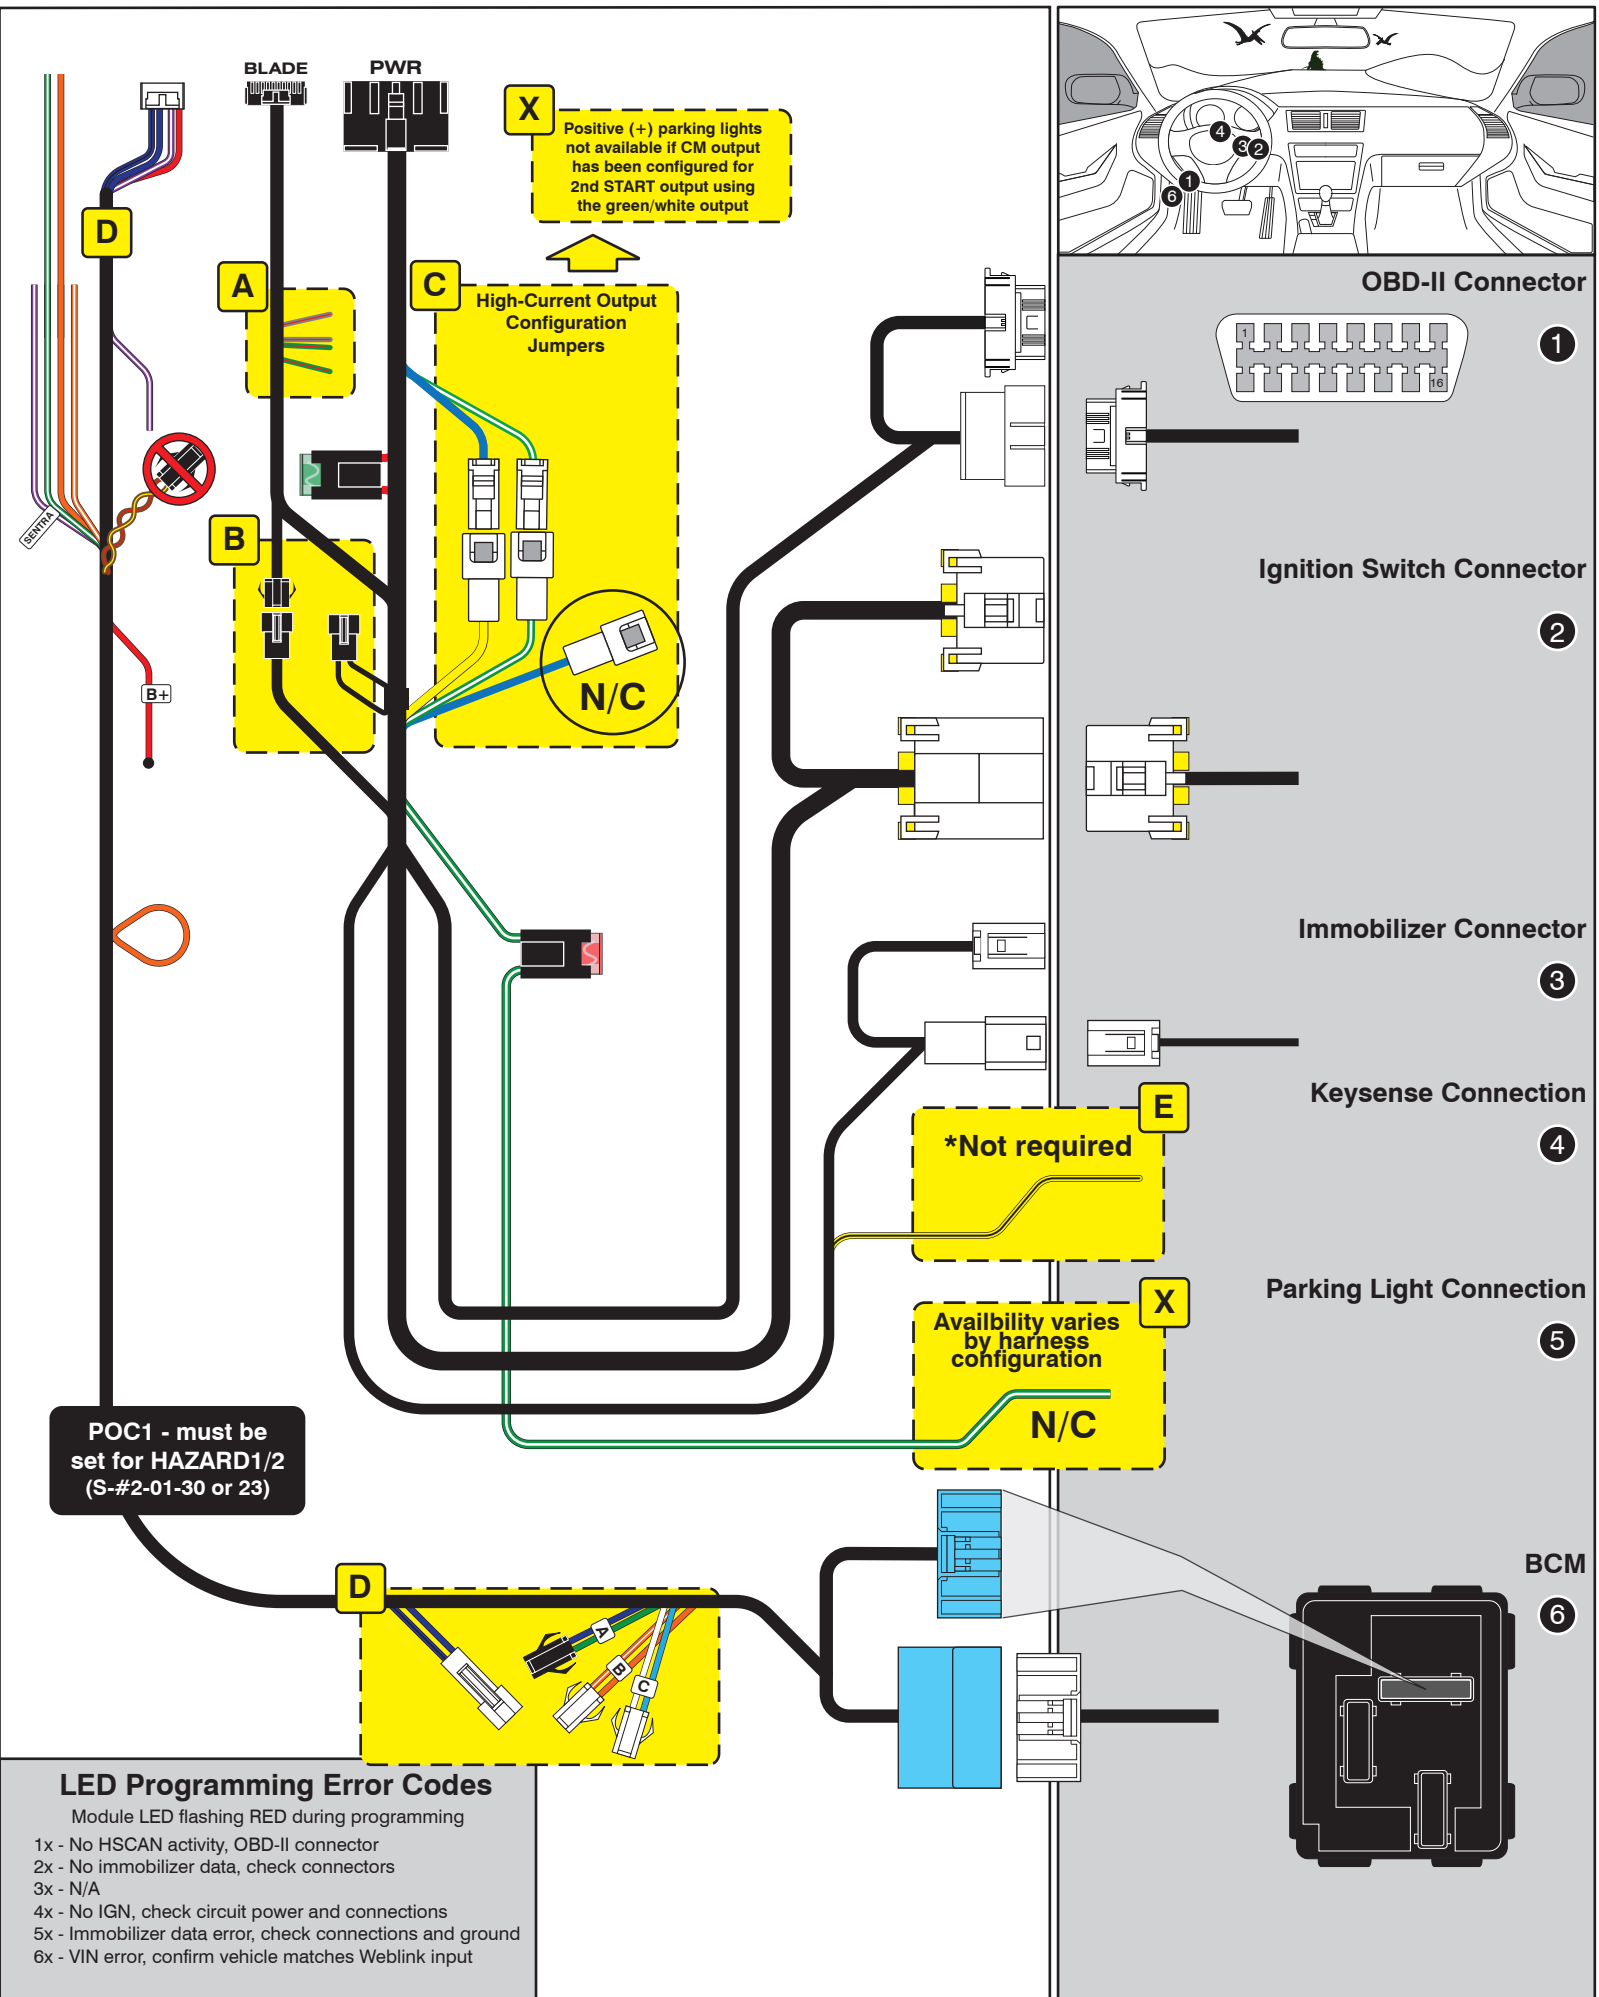 BLADE
PWR
X
Positive (+) parking lights
not available if CM output
has been configured for
2nd START output using
the green/white output
4
3
2
1
6
D
A
C
High-Current Output
Configuration
Jumpers
OBD-II Connector
1
1
16
SENTRA
B
Ignition Switch Connector
2
B+
N/C
Immobilizer Connector
3
Keysense Connection
4
E
*Not required
Parking Light Connection
5
X
Availbility varies
by harness
configuration
N/C
POC1 - must be
set for HAZARD1/2
(S-#2-01-30 or 23)
BCM
6
D
A
B
C
LED Programming Error Codes
Module LED flashing RED during programming
1x - No HSCAN activity, OBD-II connector
2x - No immobilizer data, check connectors
3x - N/A
4x - No IGN, check circuit power and connections
5x - Immobilizer data error, check connections and ground
6x - VIN error, confirm vehicle matches Weblink input